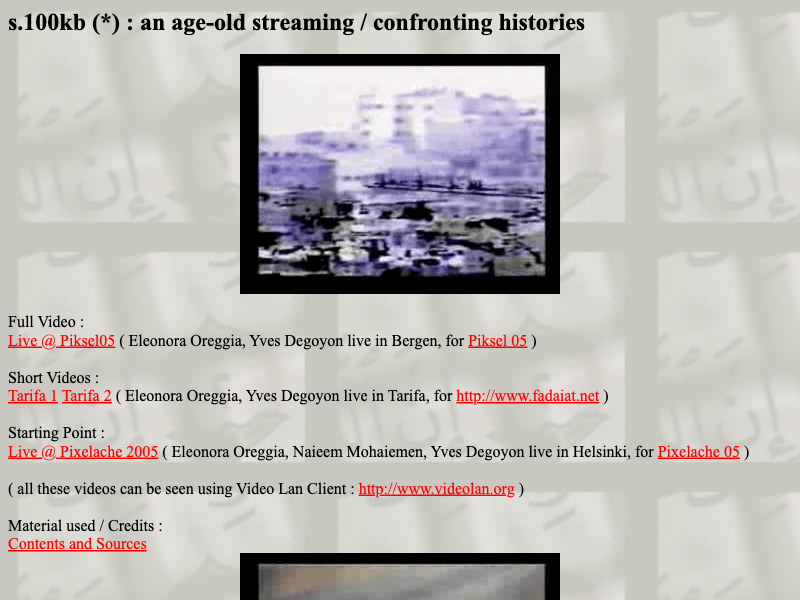 s.100kb (*) : an age-old streaming / confronting histories
Full Video :
Live @ Piksel05 ( Eleonora Oreggia, Yves Degoyon live in Bergen, for Piksel 05 )
Short Videos :
Tarifa 1 Tarifa 2 ( Eleonora Oreggia, Yves Degoyon live in Tarifa, for http://www.fadaiat.net )
Starting Point :
Live @ Pixelache 2005 ( Eleonora Oreggia, Naieem Mohaiemen, Yves Degoyon live in Helsinki, for Pixelache 05 )
( all these videos can be seen using Video Lan Client : http://www.videolan.org )
Material used / Credits :
Contents and Sources